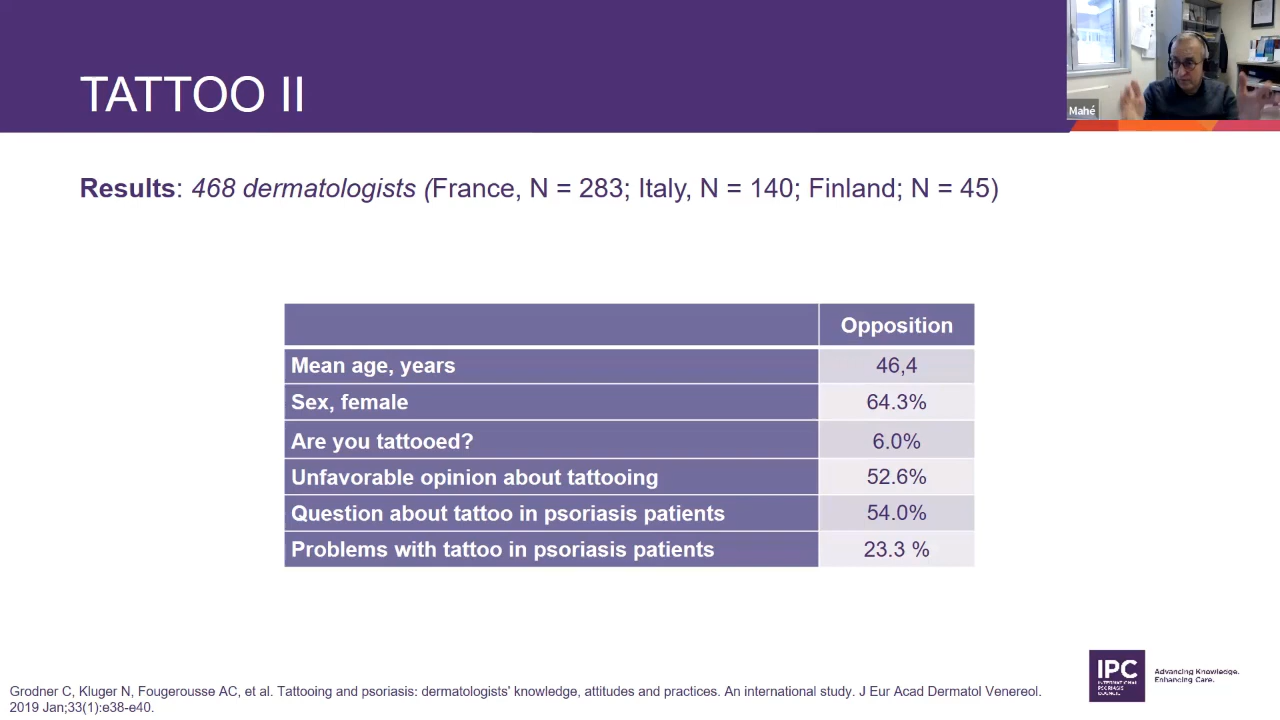 TATTOO II
Mahé
Results: 468 dermatologists (France, N = 283; Italy, N = 140; Finland; N = 45)
Opposition
Mean age, years 46,4
Sex, female 64.3%
Are you tattooed? 6.0%
Unfavorable opinion about tattooing 52.6%
Question about tattoo in psoriasis patients 54.0%
Problems with tattoo in psoriasis patients 23.3 %
Grodner C, Kluger N, Fougerousse AC, et al. Tattooing and psoriasis: dermatologists' knowledge, attitudes and practices. An international study. J Eur Acad Dermatol Venereol.
2019 Jan;33(1):e38-e40.
IPC
INTERNATIONAL
PSORIASIS
COUNCIL
Advancing Knowledge.
Enhancing Care.